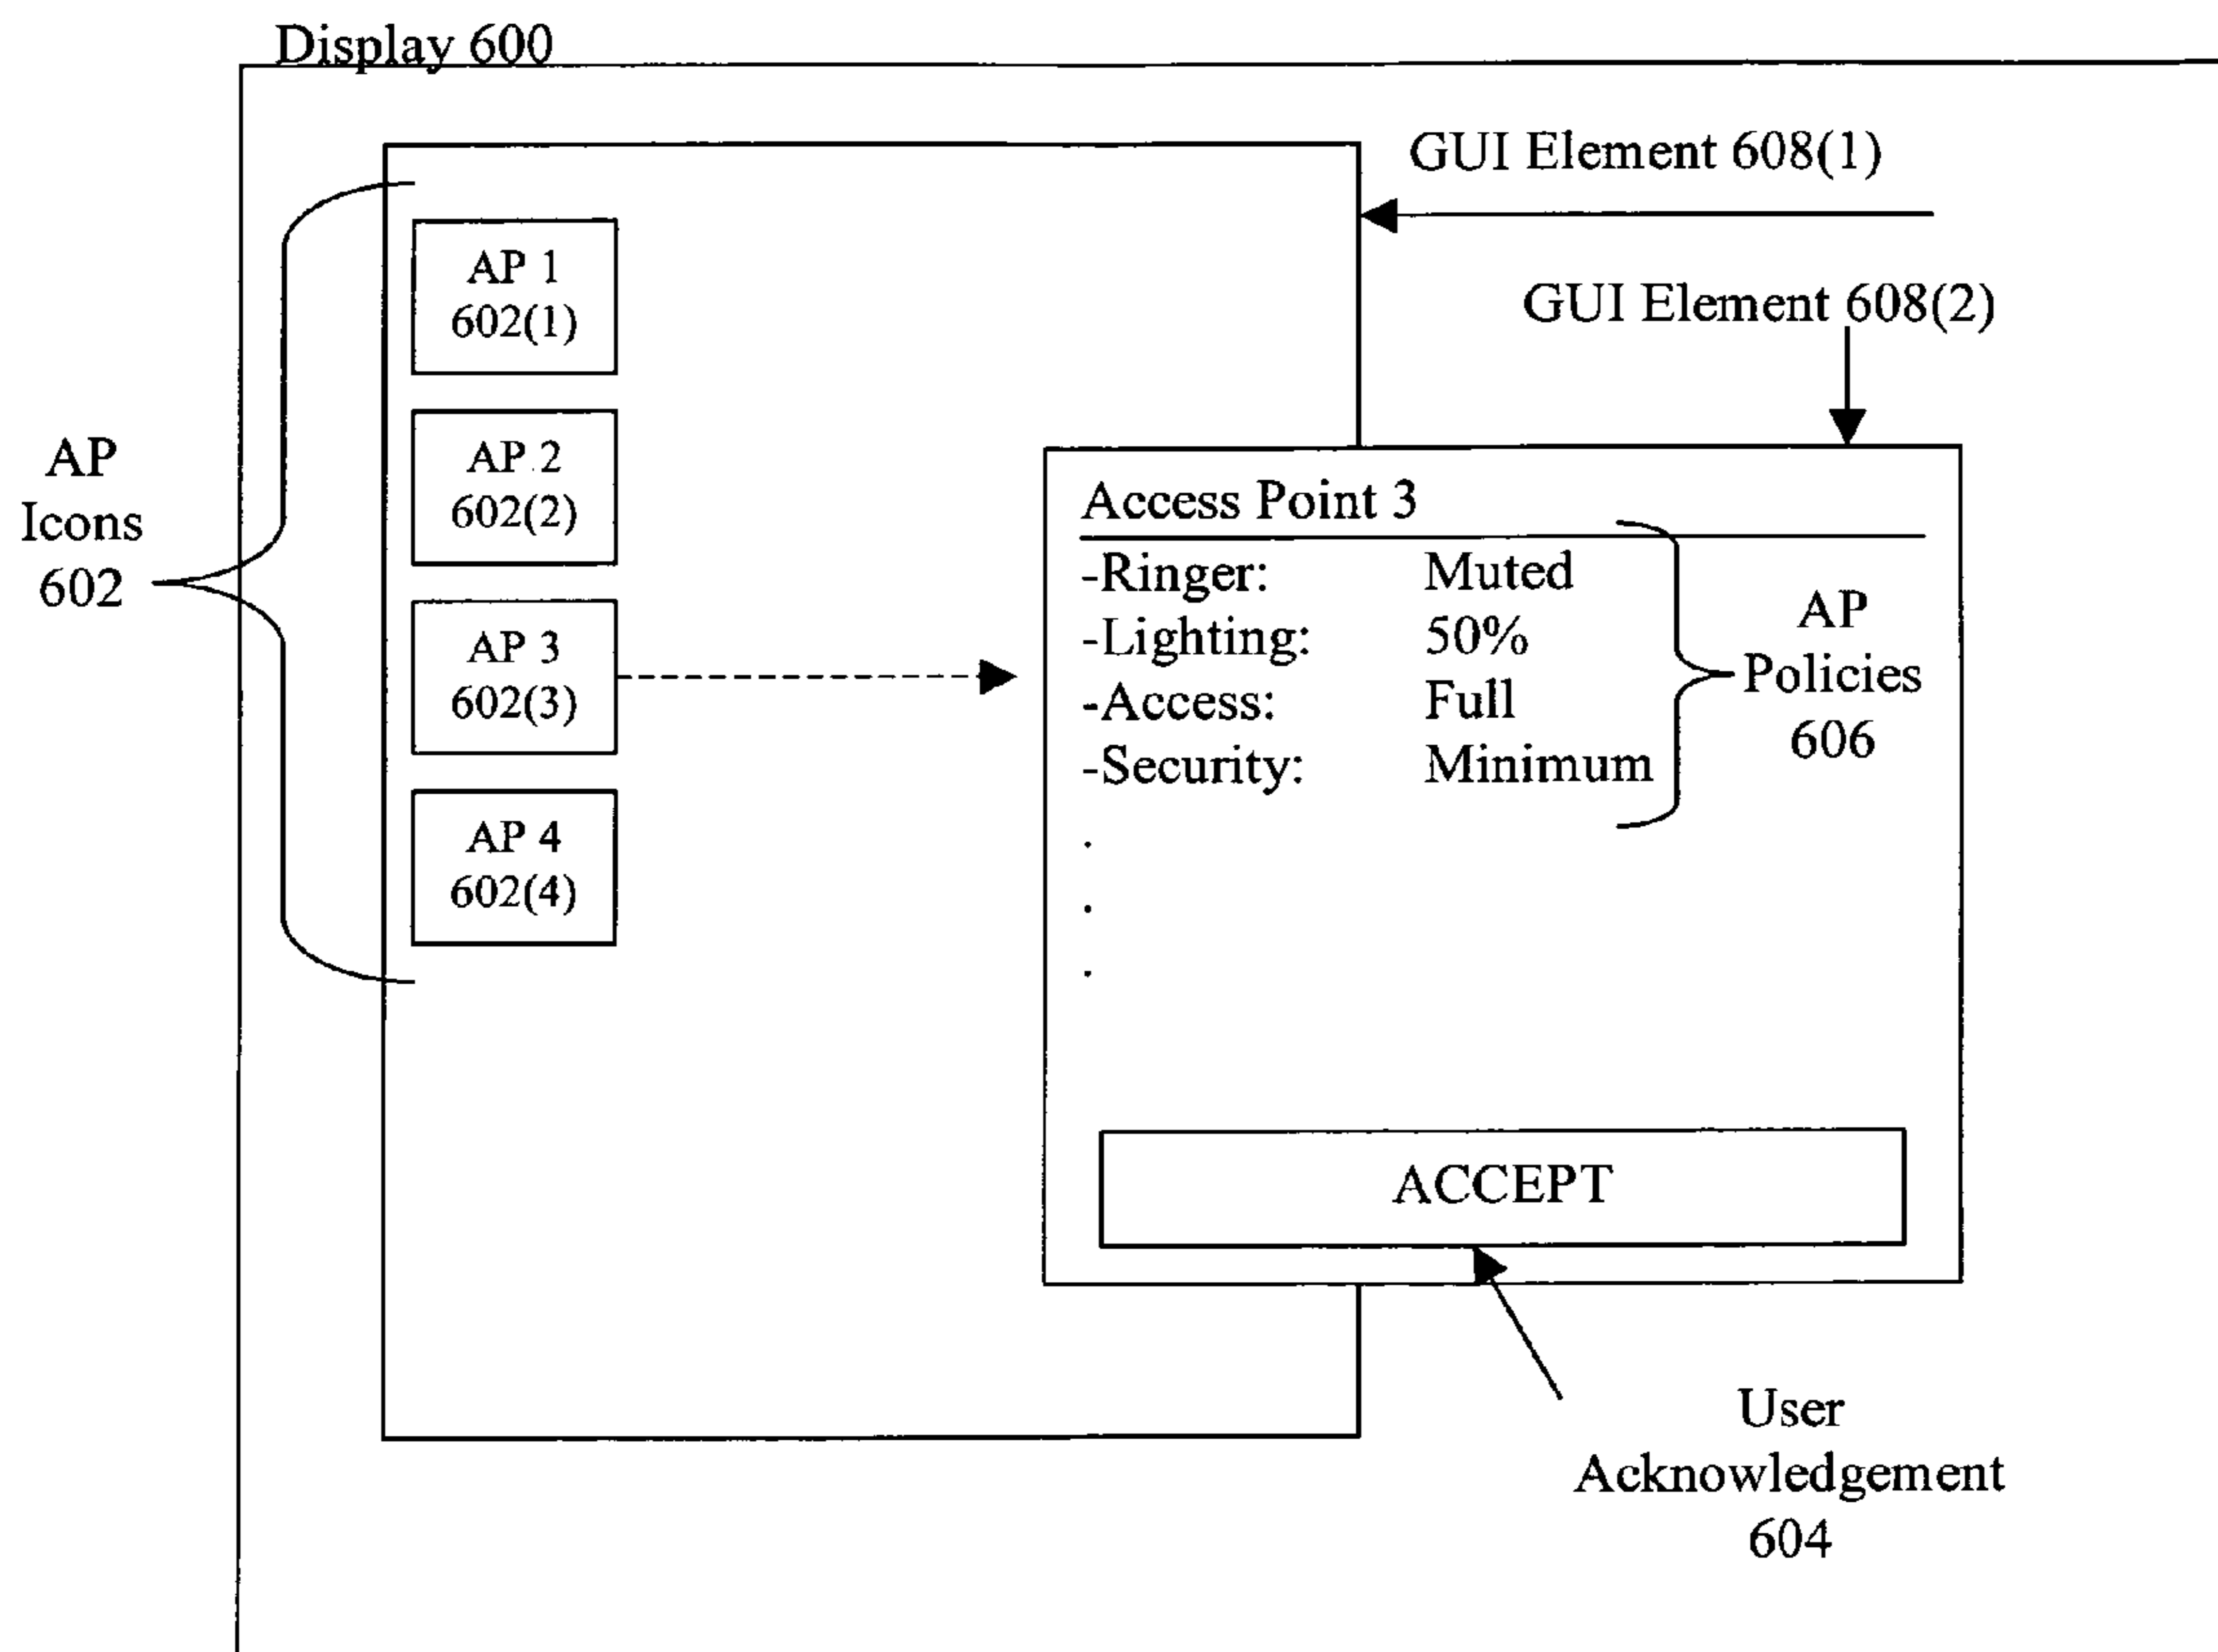 Display 600
GUI Element 608(1)
GUI Element 608(2)
AP
Icons
602
AP 1
602(1)
AP 2
602(2)
AP 3
602(3)
AP 4
602(4)
Access Point 3
-Ringer: Muted
-Lighting: 50%
-Access: Full
-Security: Minimum
.
.
.
AP
Policies
606
ACCEPT
User
Acknowledgement
604